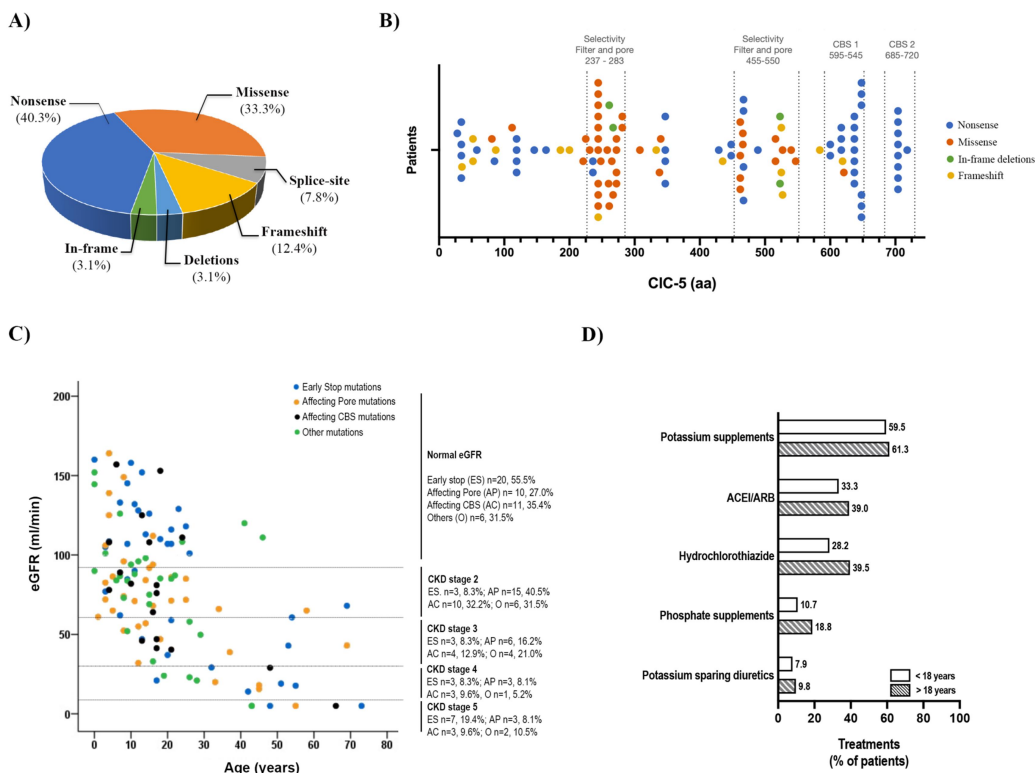 A)
Nonsense
(40.3%)
Missense
(33.3%)
Splice-site
(7.8%)
Frameshift
(12.4%)
Deletions
(3.1%)
In-frame
(3.1%)
B)
Selectivity
Filter and pore
237 - 283
Selectivity
Filter and pore
455-550
CBS 1
595-545
CBS 2
685-720
Patients
Nonsense
Missense
In-frame deletions
Frameshift
0 100 200 300 400 500 600 700
ClC-5 (aa)
C)
200
150
100
50
0
eGFR (ml/min)
0 10 20 30 40 50 60 70 80
Age (years)
Early Stop mutations
Affecting Pore mutations
Affecting CBS mutations
Other mutations
Normal eGFR
Early stop (ES) n=20, 55.5%
Affecting Pore (AP) n= 10, 27.0%
Affecting CBS (AC) n=11, 35.4%
Others (O) n=6, 31.5%
CKD stage 2
ES. n=3, 8.3%; AP n=15, 40.5%
AC n=10, 32.2%; O n=6, 31.5%
CKD stage 3
ES n=3, 8.3%; AP n=6, 16.2%
AC n=4, 12.9%; O n=4, 21.0%
CKD stage 4
ES n=3, 8.3%; AP n=3, 8.1%
AC n=3, 9.6%; O n=1, 5.2%
CKD stage 5
ES n=7, 19.4%; AP n=3, 8.1%
AC n=3, 9.6%; O n=2, 10.5%
D)
Potassium supplements
59.5
61.3
ACEI/ARB
33.3
39.0
Hydrochlorothiazide
28.2
39.5
Phosphate supplements
10.7
18.8
Potassium sparing diuretics
7.9
9.8
< 18 years
> 18 years
0 20 40 60 80 100
Treatments
(% of patients)